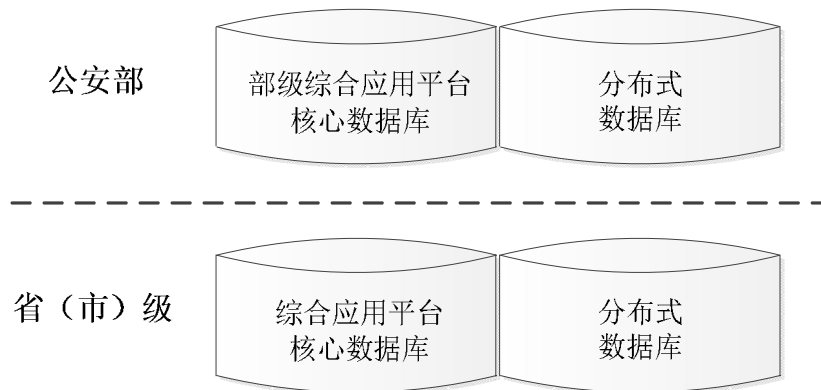 公安部
部级综合应用平台
核心数据库
分布式
数据库
省（市）级
综合应用平台
核心数据库
分布式
数据库